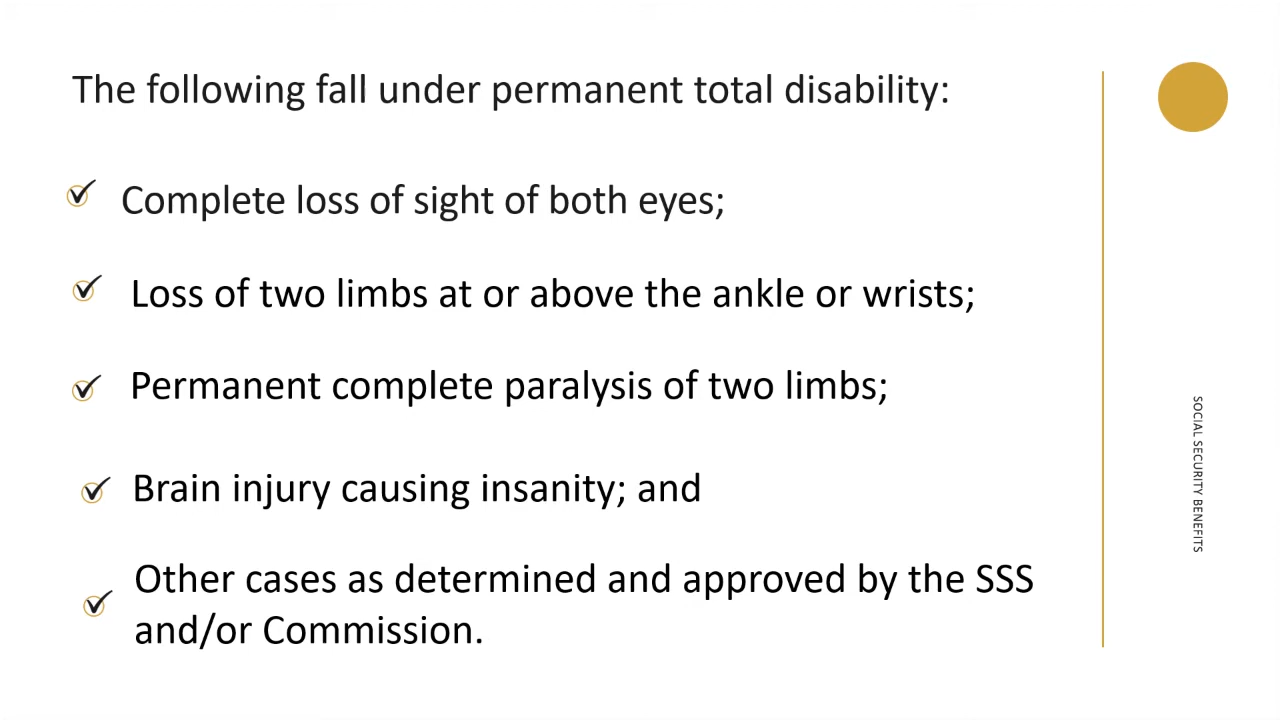 The following fall under permanent total disability:
Complete loss of sight of both eyes;
Loss of two limbs at or above the ankle or wrists;
Permanent complete paralysis of two limbs;
Brain injury causing insanity; and
Other cases as determined and approved by the SSS
and/or Commission.
SOCIAL SECURITY BENEFITS